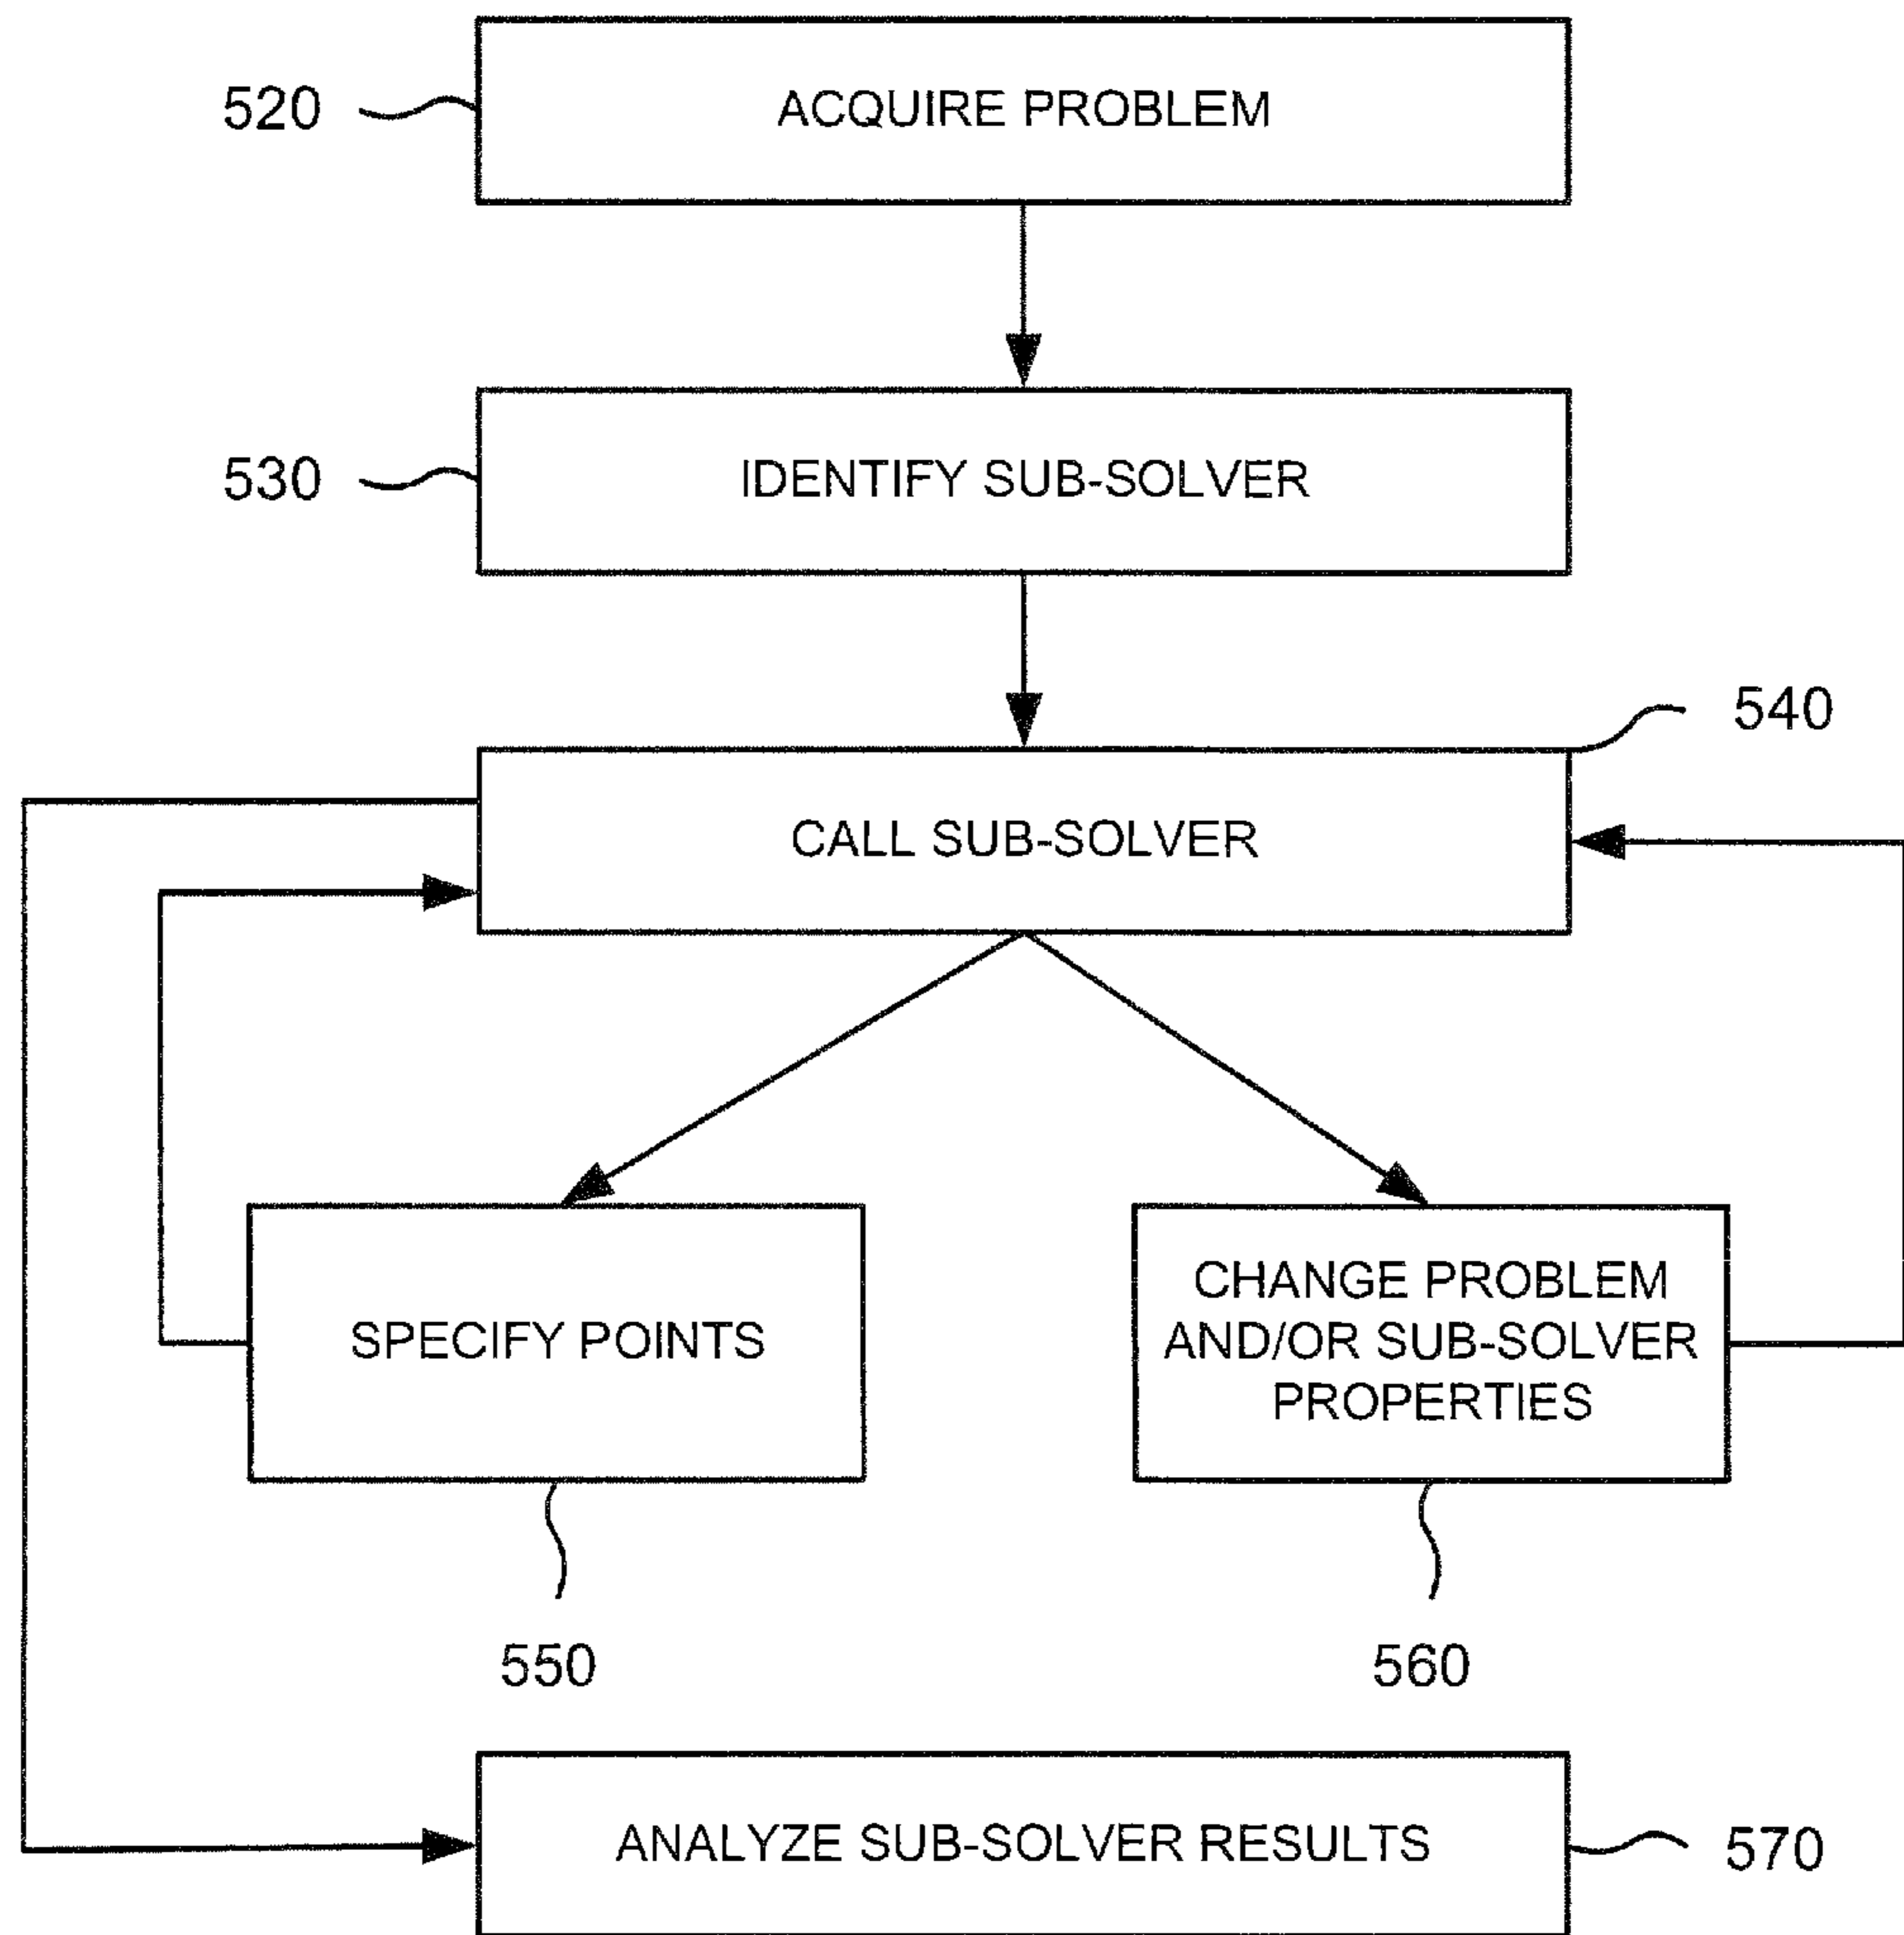 520
ACQUIRE PROBLEM
530
IDENTIFY SUB-SOLVER
540
CALL SUB-SOLVER
SPECIFY POINTS
CHANGE PROBLEM
AND/OR SUB-SOLVER
PROPERTIES
550
560
ANALYZE SUB-SOLVER RESULTS
570